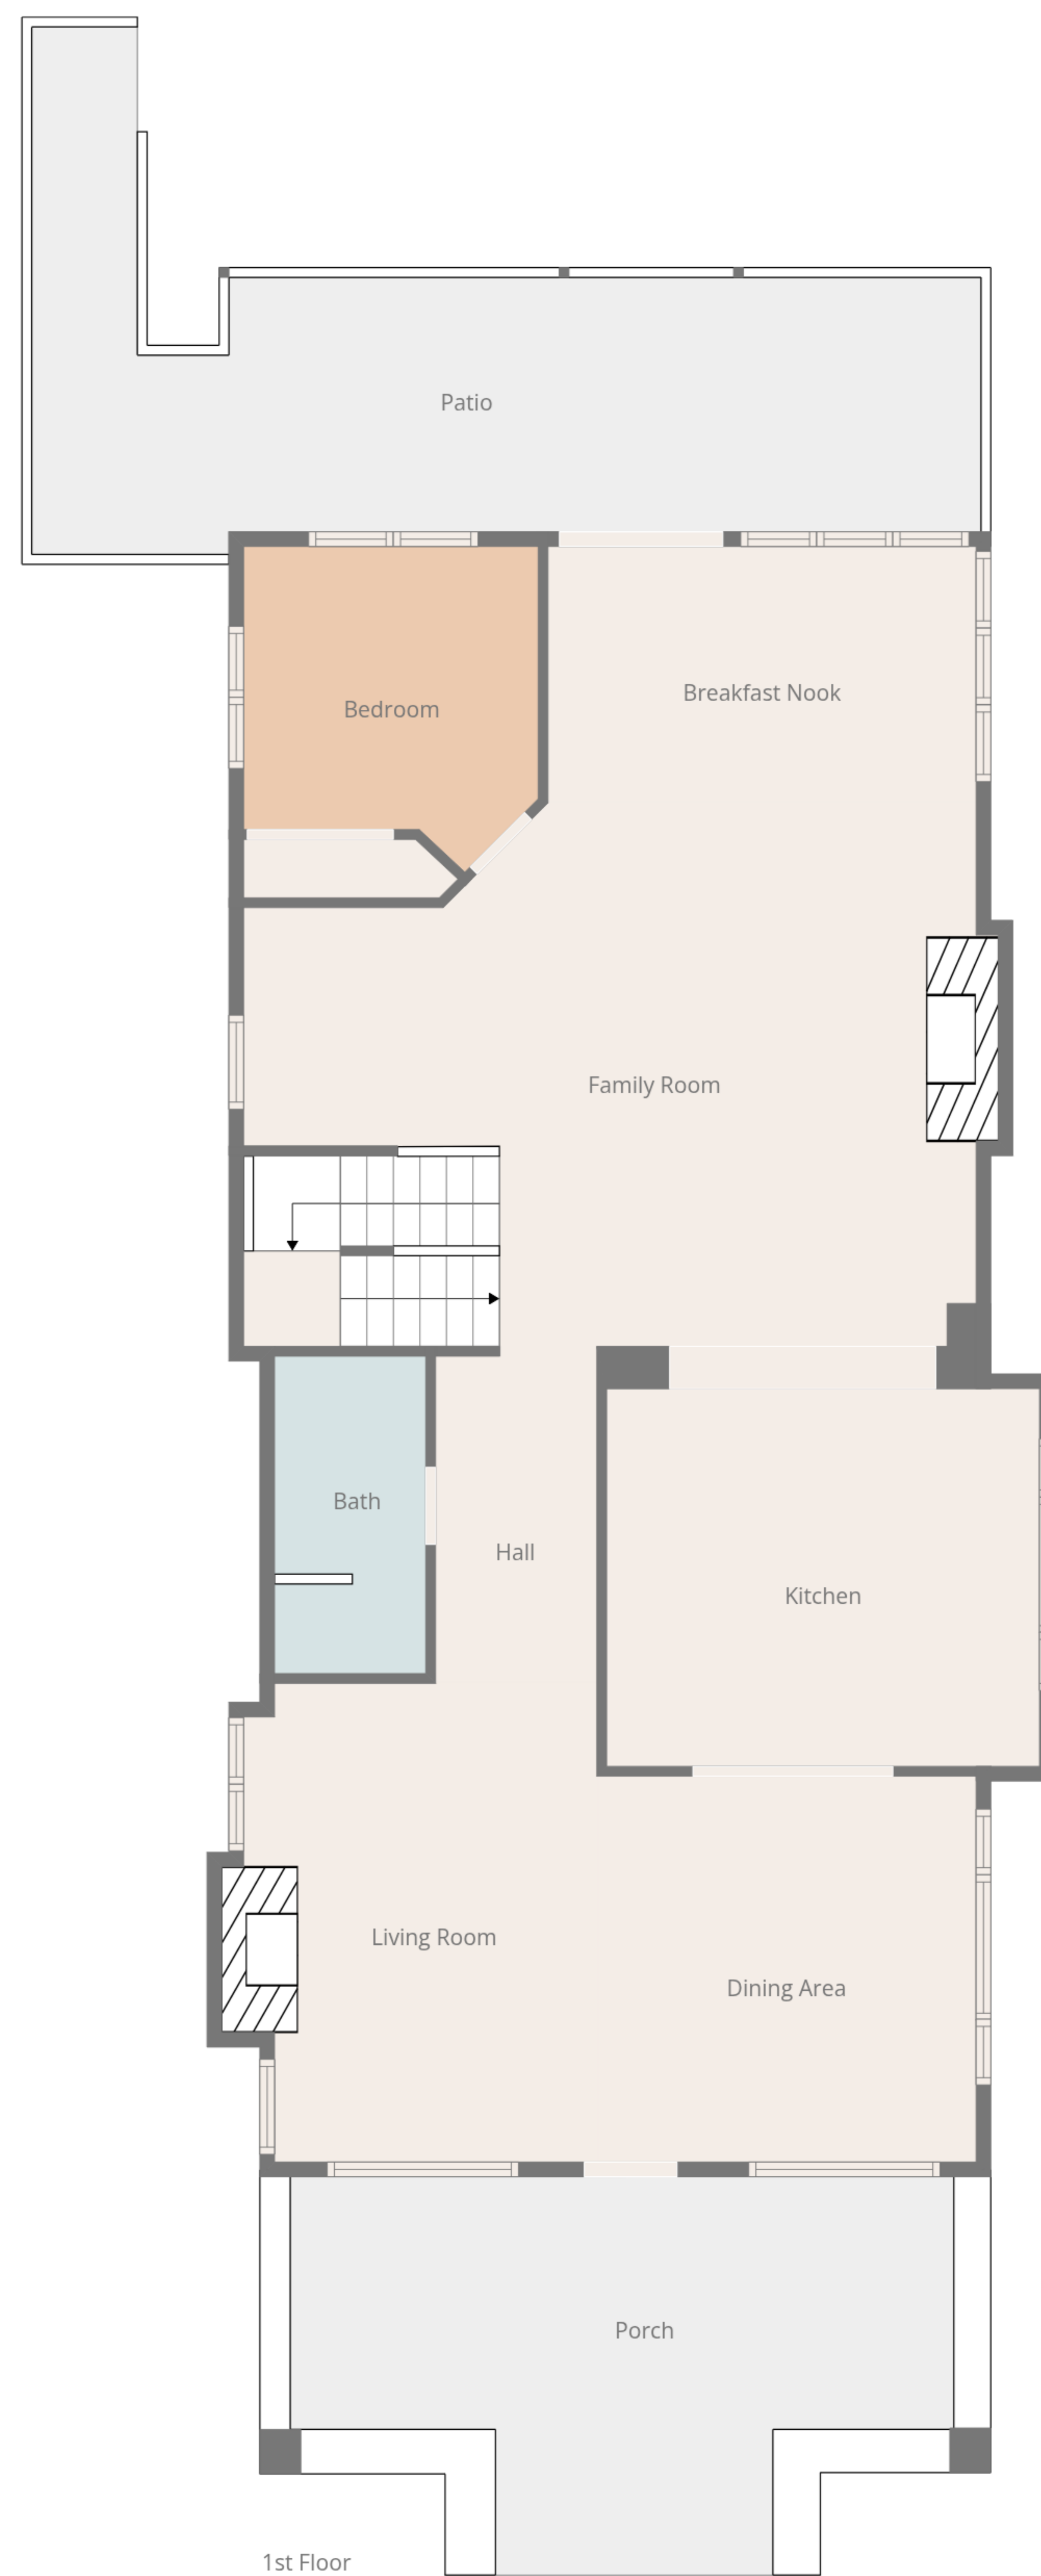 Patio
Breakfast Nook
Bedroom
Family Room
Bath
Hall
Kitchen
Living Room
Dining Area
Porch
1st Floor